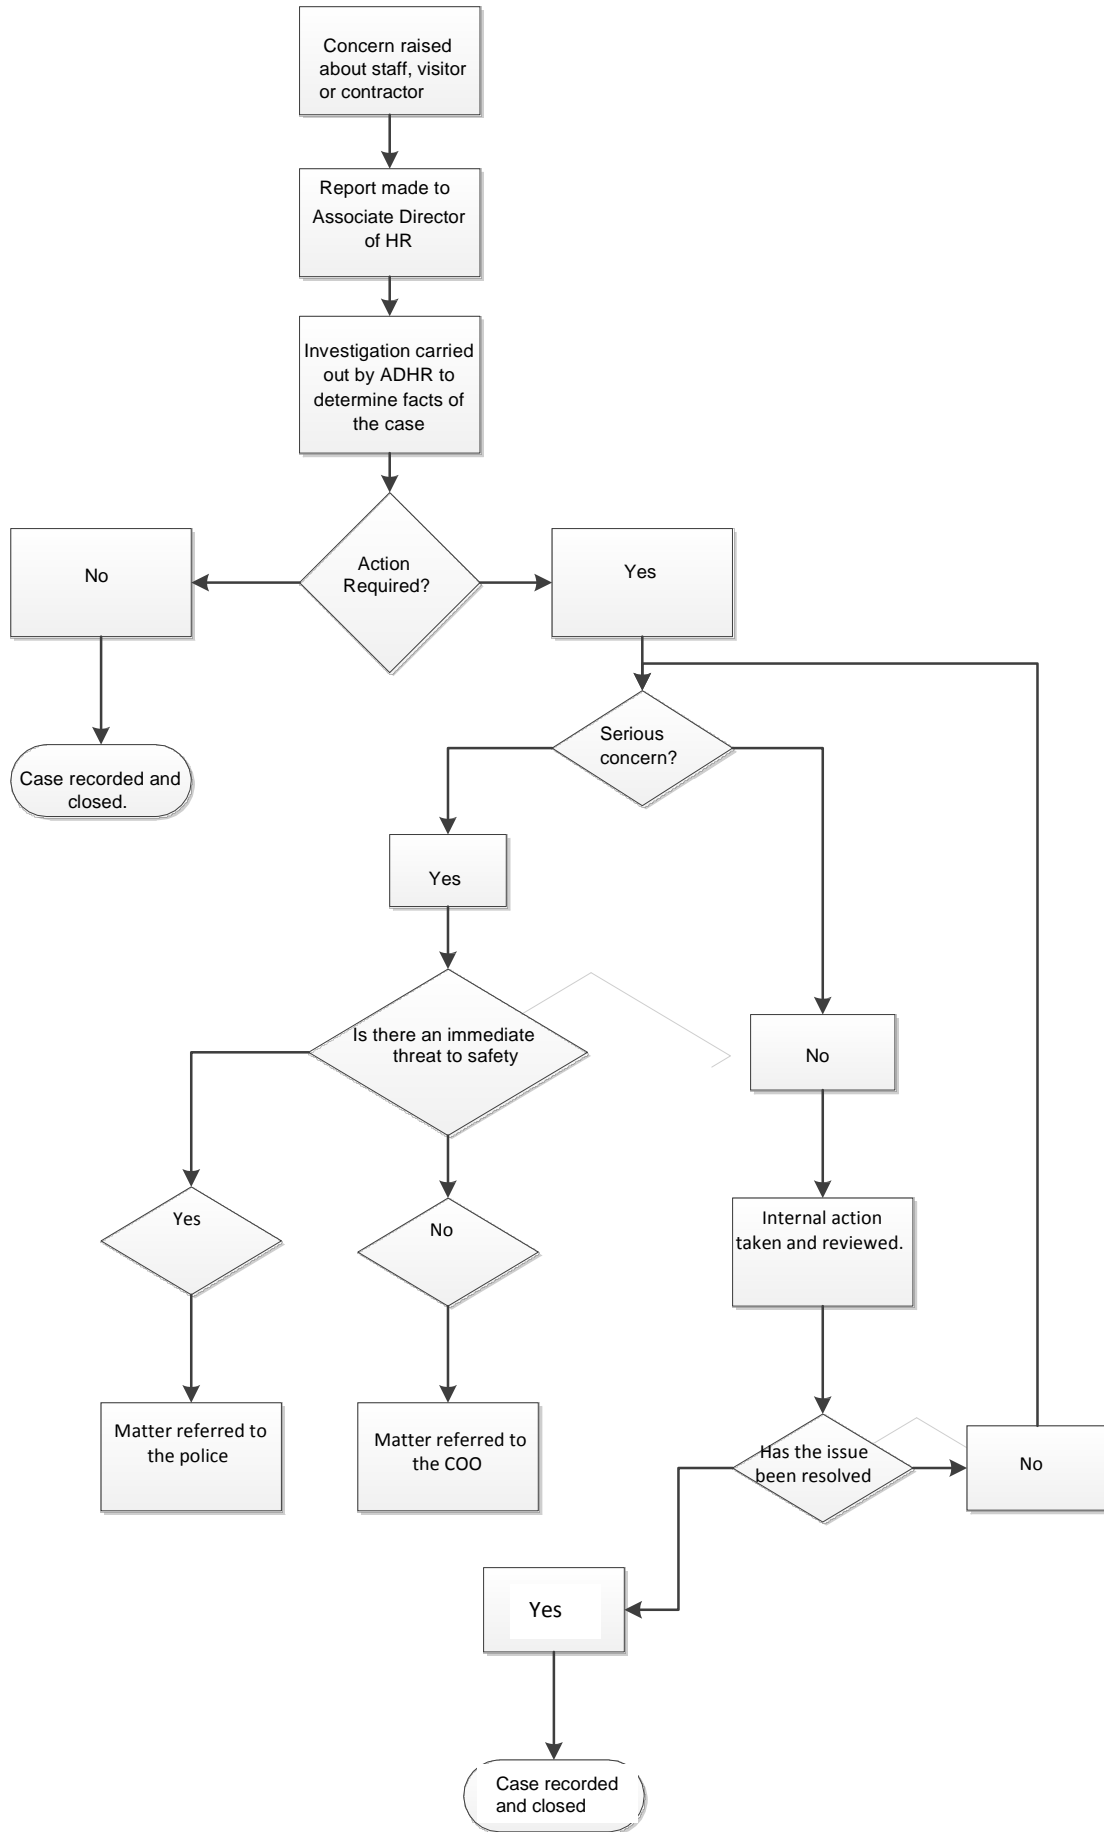 Concern raised
about staff, visitor
or contractor
Report made to
Associate Director
of HR
Investigation carried
out by ADHR to
determine facts of
the case
Action
Required?
No
Yes
Case recorded and
closed.
Serious
concern?
Yes
Is there an immediate
threat to safety
No
Yes
No
Internal action
taken and reviewed.
Matter referred to
the police
Matter referred to
the COO
Has the issue
been resolved
No
Yes
Case recorded
and closed